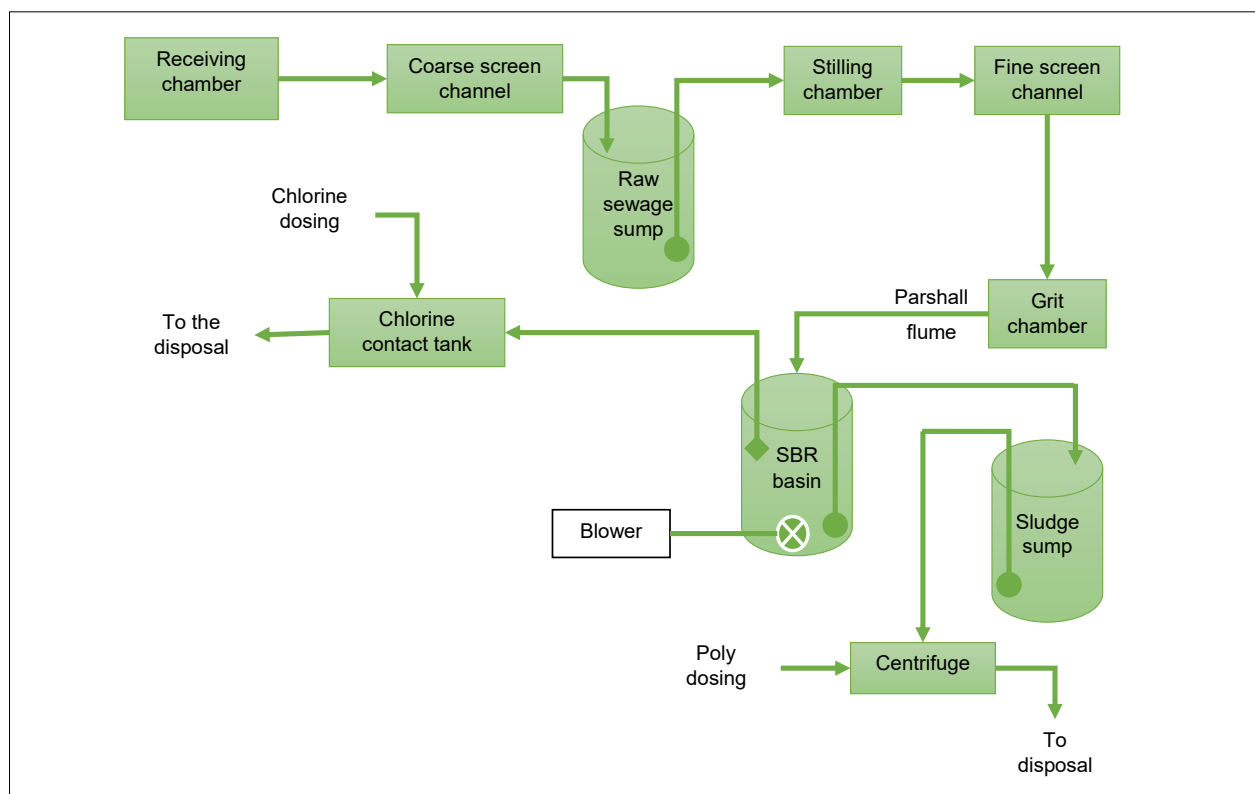 Receiving
chamber
Coarse screen
channel
Stilling
chamber
Fine screen
channel
Raw
sewage
sump
Chlorine
dosing
Parshall
flume
Grit
chamber
To the
disposal
Chlorine
contact tank
SBR
basin
Blower
Sludge
sump
Poly
dosing
Centrifuge
To
disposal